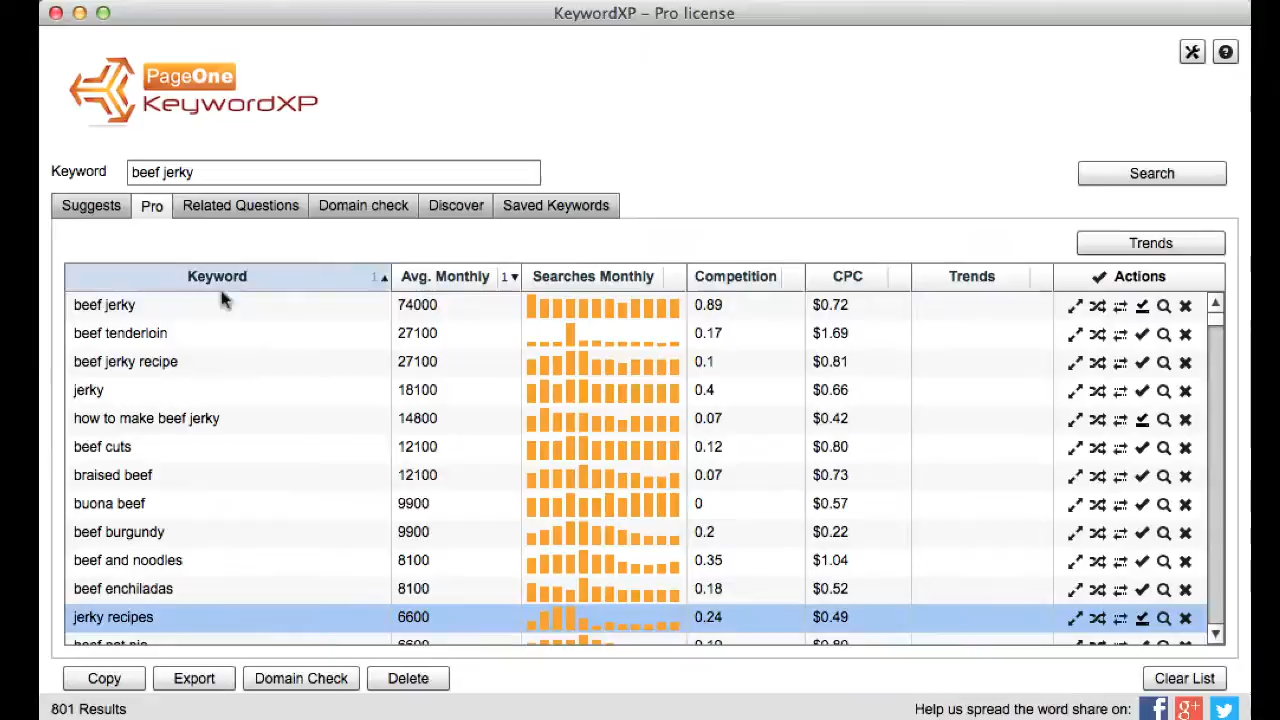 KeywordXP – Pro license
PageOne
KeywordXP
Keyword beef jerky Search
Suggests Pro Related Questions Domain check Discover Saved Keywords
Trends
Keyword 1 Avg. Monthly 1 Searches Monthly Competition CPC Trends Actions
beef jerky 74000 0.89 $0.72
beef tenderloin 27100 0.17 $1.69
beef jerky recipe 27100 0.1 $0.81
jerky 18100 0.4 $0.66
how to make beef jerky 14800 0.07 $0.42
beef cuts 12100 0.12 $0.80
braised beef 12100 0.07 $0.73
buona beef 9900 0 $0.57
beef burgundy 9900 0.2 $0.22
beef and noodles 8100 0.35 $1.04
beef enchiladas 8100 0.18 $0.52
jerky recipes 6600 0.24 $0.49
Copy Export Domain Check Delete Clear List
801 Results Help us spread the word share on: